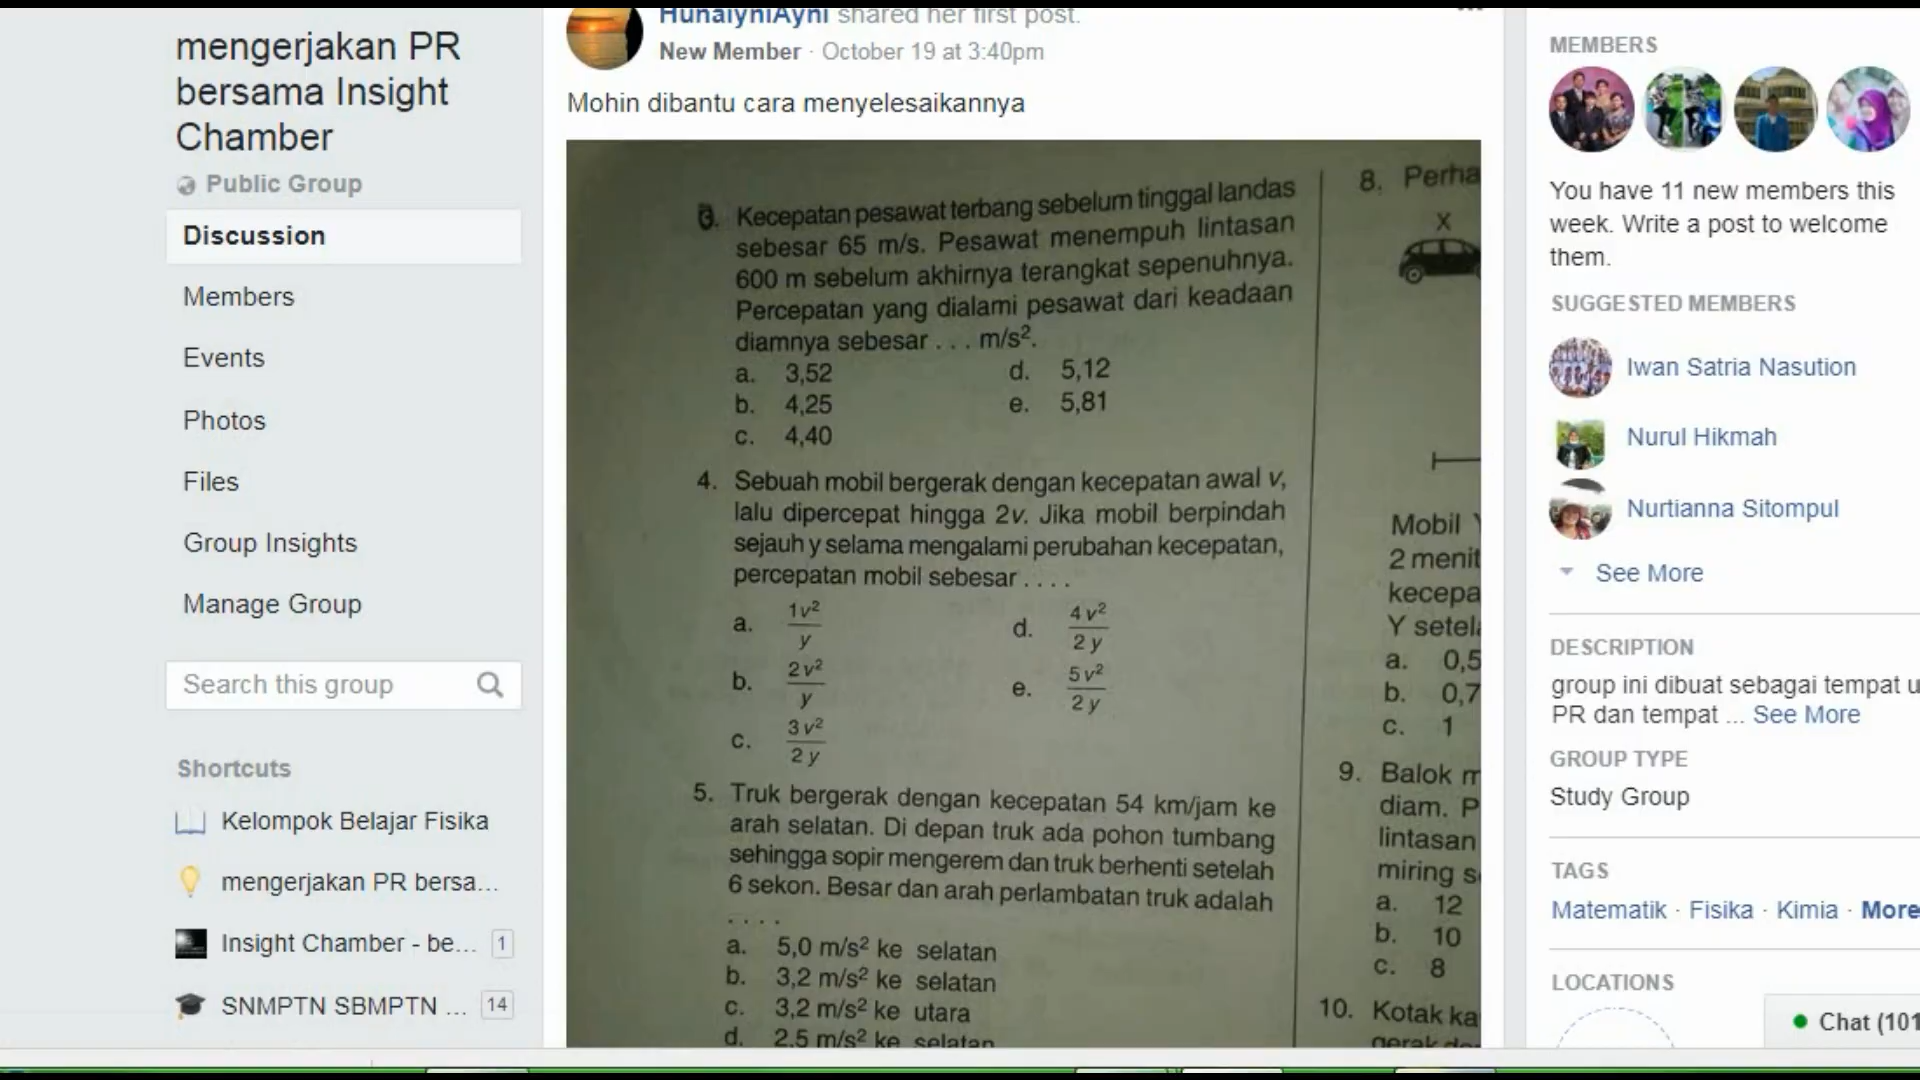 mengerjakan PR
bersama Insight
Chamber
Public Group
Discussion
Members
Events
Photos
Files
Group Insights
Manage Group
Search this group
Shortcuts
Kelompok Belajar Fisika
mengerjakan PR bersa...
Insight Chamber - be... 1
SNMPTN SBMPTN ... 14
HunaiyniAyni shared her first post.
New Member · October 19 at 3:40pm
Mohin dibantu cara menyelesaikannya
3. Kecepatan pesawat terbang sebelum tinggal landas
sebesar 65 m/s. Pesawat menempuh lintasan
600 m sebelum akhirnya terangkat sepenuhnya.
Percepatan yang dialami pesawat dari keadaan
diamnya sebesar . . . m/s².
a. 3,52 d. 5,12
b. 4,25 e. 5,81
c. 4,40
4. Sebuah mobil bergerak dengan kecepatan awal v,
lalu dipercepat hingga 2v. Jika mobil berpindah
sejauh y selama mengalami perubahan kecepatan,
percepatan mobil sebesar . . . .
a. 1v²/y d. 4v²/2y
b. 2v²/y e. 5v²/2y
c. 3v²/2y
5. Truk bergerak dengan kecepatan 54 km/jam ke
arah selatan. Di depan truk ada pohon tumbang
sehingga sopir mengerem dan truk berhenti setelah
6 sekon. Besar dan arah perlambatan truk adalah
. . . .
a. 5,0 m/s² ke selatan
b. 3,2 m/s² ke selatan
c. 3,2 m/s² ke utara
d. 2,5 m/s² ke selatan
8. Perha
X
Mobil
2 menit
kecepa
Y setel
a. 0,5
b. 0,7
c. 1
9. Balok m
diam. P
lintasan
miring s
a. 12
b. 10
c. 8
10. Kotak ka
gerak
MEMBERS
You have 11 new members this
week. Write a post to welcome
them.
SUGGESTED MEMBERS
Iwan Satria Nasution
Nurul Hikmah
Nurtianna Sitompul
See More
DESCRIPTION
group ini dibuat sebagai tempat u
PR dan tempat ... See More
GROUP TYPE
Study Group
TAGS
Matematik · Fisika · Kimia · More
LOCATIONS
Chat (101